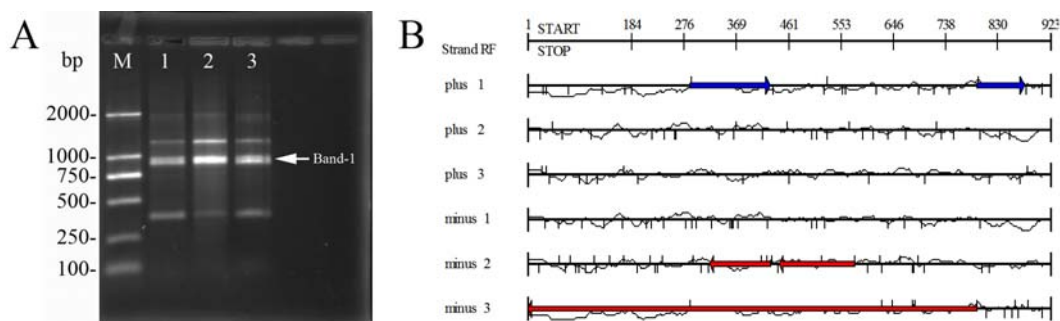 A
bp M 1 2 3
2000-
1000-
750-
500-
250-
100-
Band-1
B
1 START 184 276 369 461 553 646 738 830 923
Strand RF STOP
plus 1
plus 2
plus 3
minus 1
minus 2
minus 3